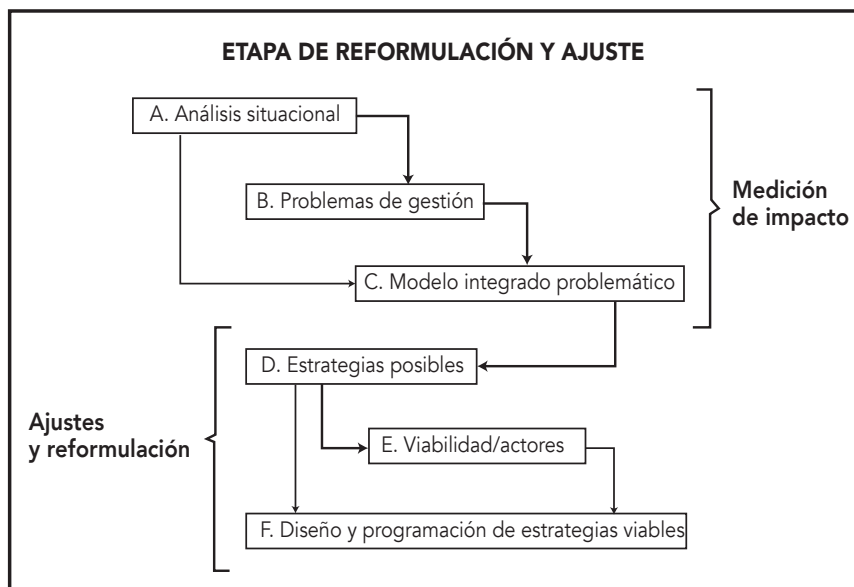 ETAPA DE REFORMULACIÓN Y AJUSTE
A. Análisis situacional
B. Problemas de gestión
Medición
de impacto
C. Modelo integrado problemático
D. Estrategias posibles
Ajustes
y reformulación
E. Viabilidad/actores
F. Diseño y programación de estrategias viables